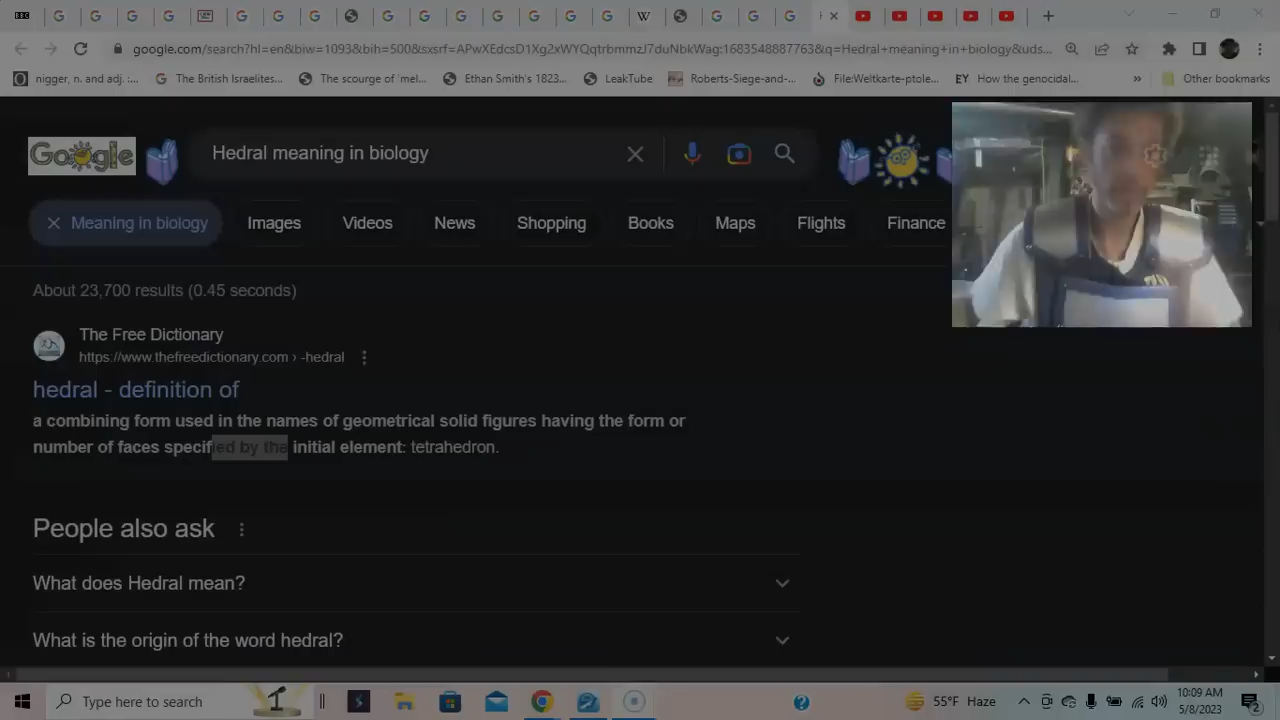 BBC
google.com/search?hl=en&biw=1093&bih=500&sxsrf=APwXEdcsD1Xg2xWYQqtrbmmzJ7duNbkWag:1683548887763&q=Hedral+meaning+in+biology&uds...
nigger, n. and adj. :... The British Israelites... The scourge of 'mel... Ethan Smith's 1823... LeakTube Roberts-Siege-and-... File:Weltkarte-ptole... EY How the genocidal... » Other bookmarks
Google Hedral meaning in biology
Meaning in biology Images Videos News Shopping Books Maps Flights Finance
About 23,700 results (0.45 seconds)
The Free Dictionary
https://www.thefreedictionary.com › -hedral
hedral - definition of
a combining form used in the names of geometrical solid figures having the form or
number of faces specified by the initial element: tetrahedron.
People also ask
What does Hedral mean?
What is the origin of the word hedral?
Type here to search 55°F Haze 10:09 AM
5/8/2023
2